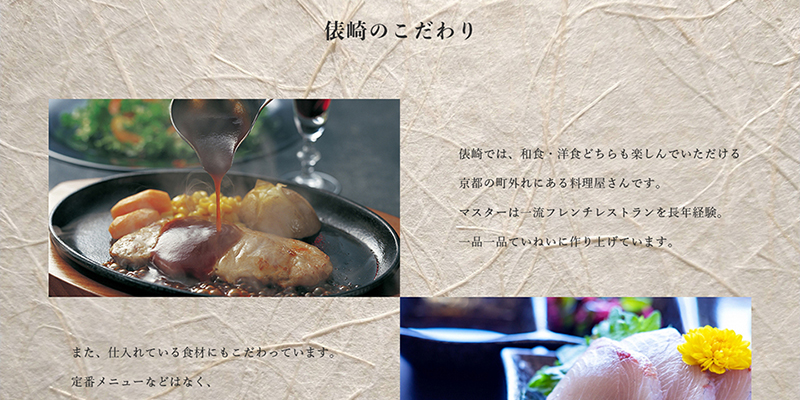 俵崎のこだわり
俵崎では、和食・洋食どちらも楽しんでいただける
京都の町外れにある料理屋さんです。
マスターは一流フレンチレストランを長年経験。
一品一品ていねいに作り上げています。
また、仕入れている食材にもこだわっています。
定番メニューなどはなく、